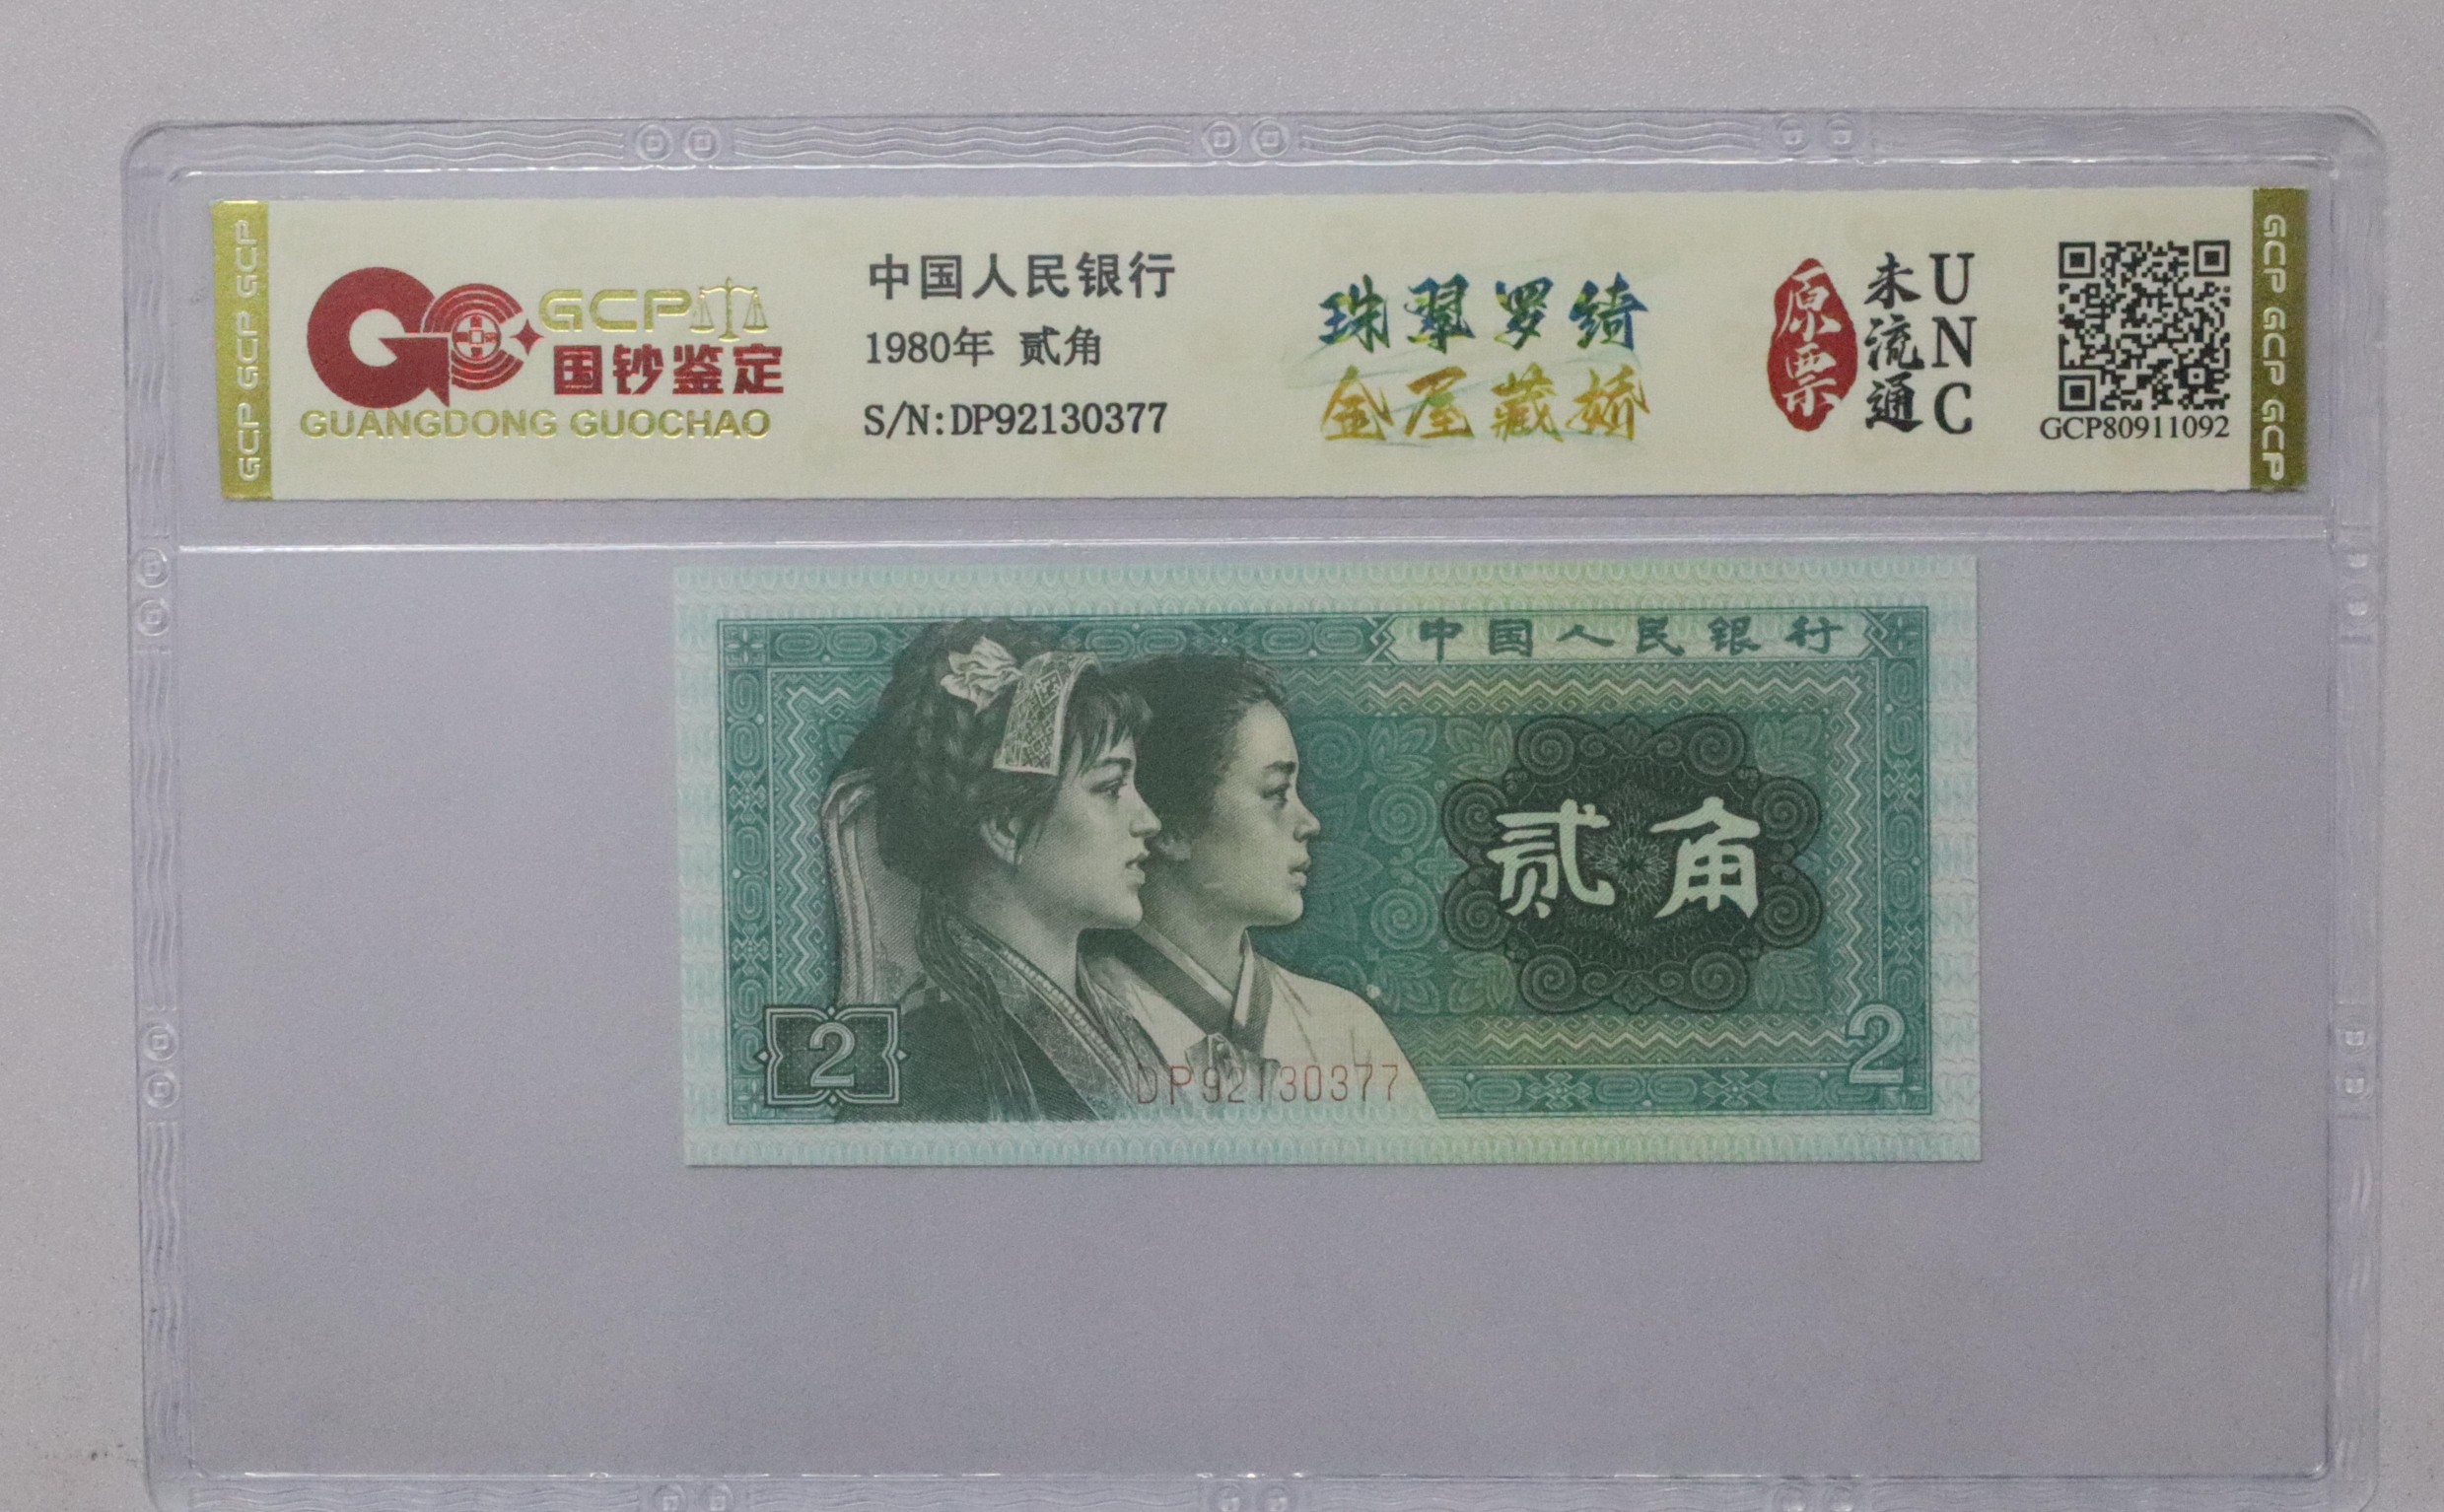 GCP GCP GCP
GCP
国钞鉴定
GUANGDONG GUOCHAO
中国人民银行
1980年 贰角
S/N:DP92130377
珠翠罗绮
金屋藏娇
原票
未流通
UNC
GCP80911092
GCP GCP GCP
中国人民银行
贰角
2
2
DP92130377